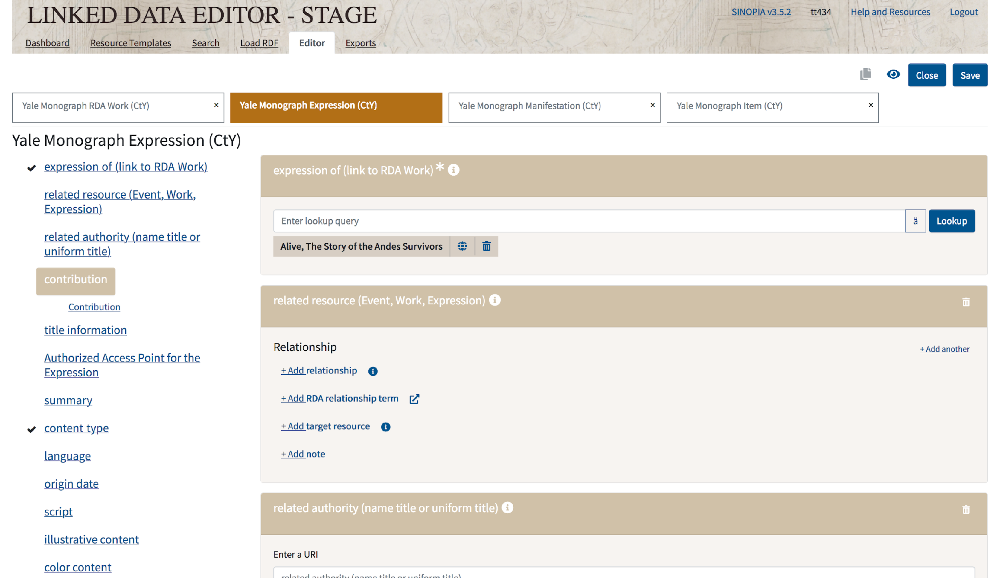 LINKED DATA EDITOR - STAGE
SINOPIA v3.5.2 tt434 Help and Resources Logout
Dashboard Resource Templates Search Load RDF Editor Exports
Close Save
Yale Monograph RDA Work (CtY) × Yale Monograph Expression (CtY) Yale Monograph Manifestation (CtY) × Yale Monograph Item (CtY) ×
Yale Monograph Expression (CtY)
expression of (link to RDA Work)
related resource (Event, Work,
Expression)
related authority (name title or
uniform title)
contribution
Contribution
title information
Authorized Access Point for the
Expression
summary
content type
language
origin date
script
illustrative content
color content
expression of (link to RDA Work) *
Enter lookup query ä Lookup
Alive, The Story of the Andes Survivors
related resource (Event, Work, Expression)
Relationship + Add another
+ Add relationship
+ Add RDA relationship term
+ Add target resource
+ Add note
related authority (name title or uniform title)
Enter a URI
related authority (name title or uniform title)